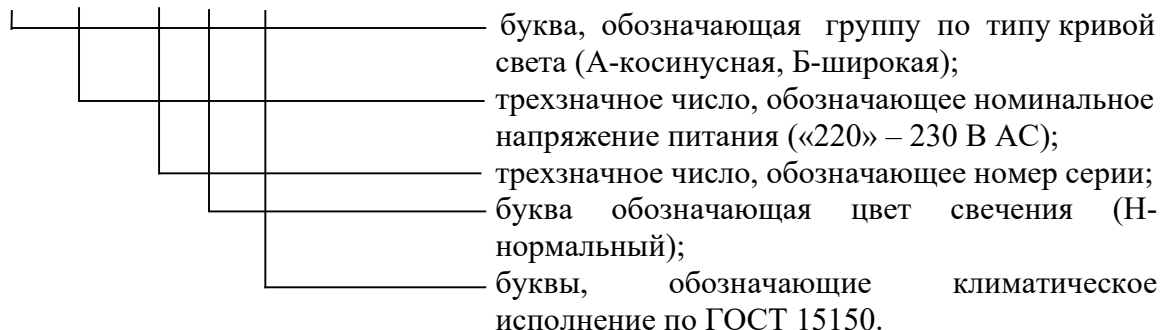 буква, обозначающая группу по типу кривой
света (А-косинусная, Б-широкая);
трехзначное число, обозначающее номинальное
напряжение питания («220» – 230 В АС);
трехзначное число, обозначающее номер серии;
буква обозначающая цвет свечения (Н-
нормальный);
буквы, обозначающие климатическое
исполнение по ГОСТ 15150.